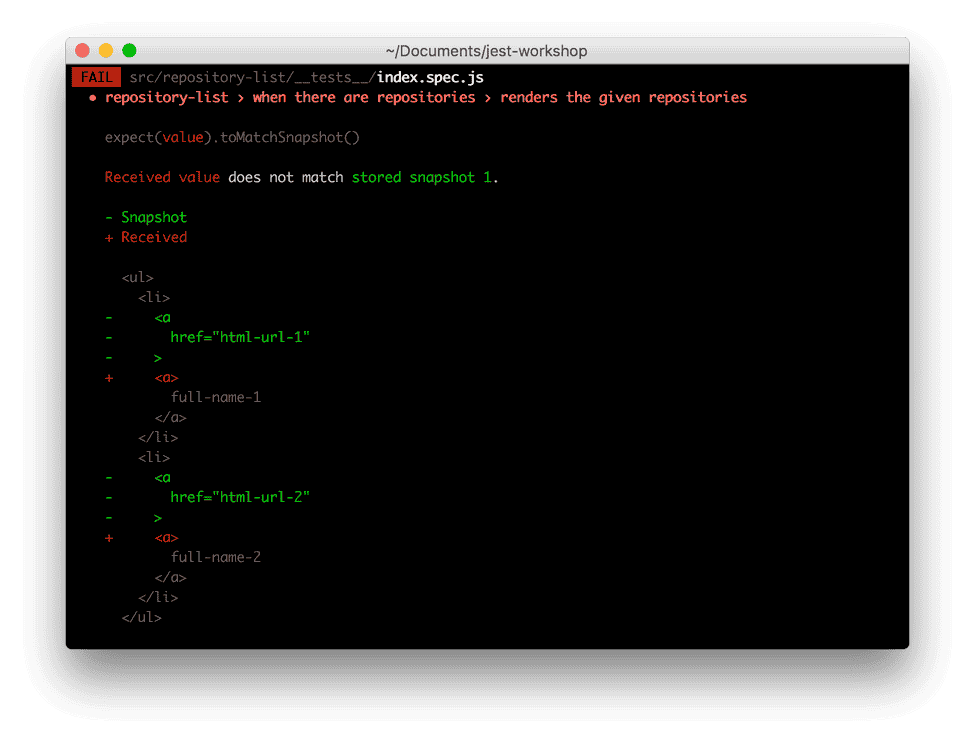 ~/Documents/jest-workshop
FAIL src/repository-list/__tests__/index.spec.js
● repository-list › when there are repositories › renders the given repositories
expect(value).toMatchSnapshot()
Received value does not match stored snapshot 1.
- Snapshot
+ Received
<ul>
<li>
- <a
- href="html-url-1"
- >
+ <a>
full-name-1
</a>
</li>
<li>
- <a
- href="html-url-2"
- >
+ <a>
full-name-2
</a>
</li>
</ul>